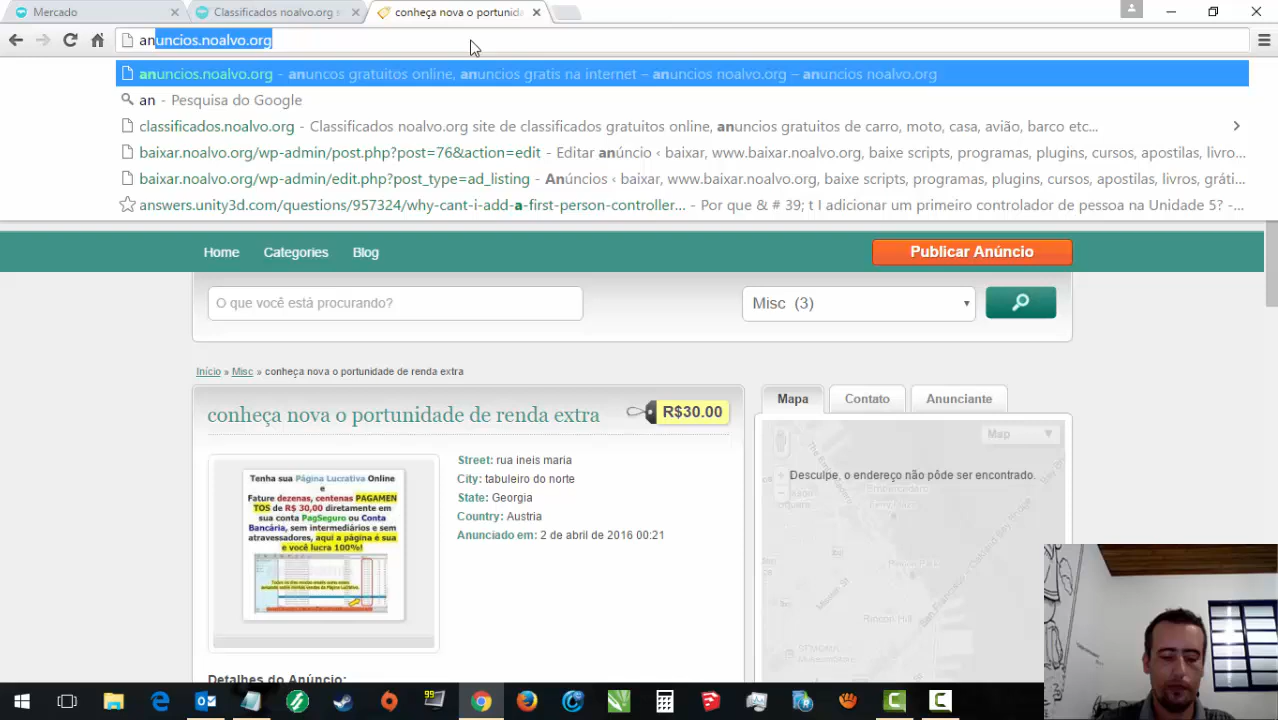 Mercado
Classificados noalvo.org s
conheça nova o portunida
anuncios.noalvo.org
anuncios.noalvo.org - anuncos gratuitos online, anuncios gratis na internet – anuncios noalvo.org – anuncios noalvo.org
an - Pesquisa do Google
classificados.noalvo.org - Classificados noalvo.org site de classificados gratuitos online, anuncios gratuitos de carro, moto, casa, avião, barco etc...
baixar.noalvo.org/wp-admin/post.php?post=76&action=edit - Editar anúncio ‹ baixar, www.baixar.noalvo.org, baixe scripts, programas, plugins, cursos, apostilas, livro...
baixar.noalvo.org/wp-admin/edit.php?post_type=ad_listing - Anúncios ‹ baixar, www.baixar.noalvo.org, baixe scripts, programas, plugins, cursos, apostilas, livros, gráti...
answers.unity3d.com/questions/957324/why-cant-i-add-a-first-person-controller... - Por que & # 39; t I adicionar um primeiro controlador de pessoa na Unidade 5? -...
Home Categories Blog
Publicar Anúncio
O que você está procurando?
Misc (3)
Início » Misc » conheça nova o portunidade de renda extra
conheça nova o portunidade de renda extra
R$30.00
Mapa Contato Anunciante
Map
Desculpe, o endereço não pôde ser encontrado.
Street: rua ineis maria
City: tabuleiro do norte
State: Georgia
Country: Austria
Anunciado em: 2 de abril de 2016 00:21
Tenha sua Página Lucrativa Online
e
Fature dezenas, centenas PAGAMEN
TOS de R$ 30,00 diretamente em
sua conta PagSeguro ou Conta
Bancária, sem intermediários e sem
atravessadores, aqui a página é sua
e você lucra 100%!
Rincon Hill
Detalhes do Anúncio:
99